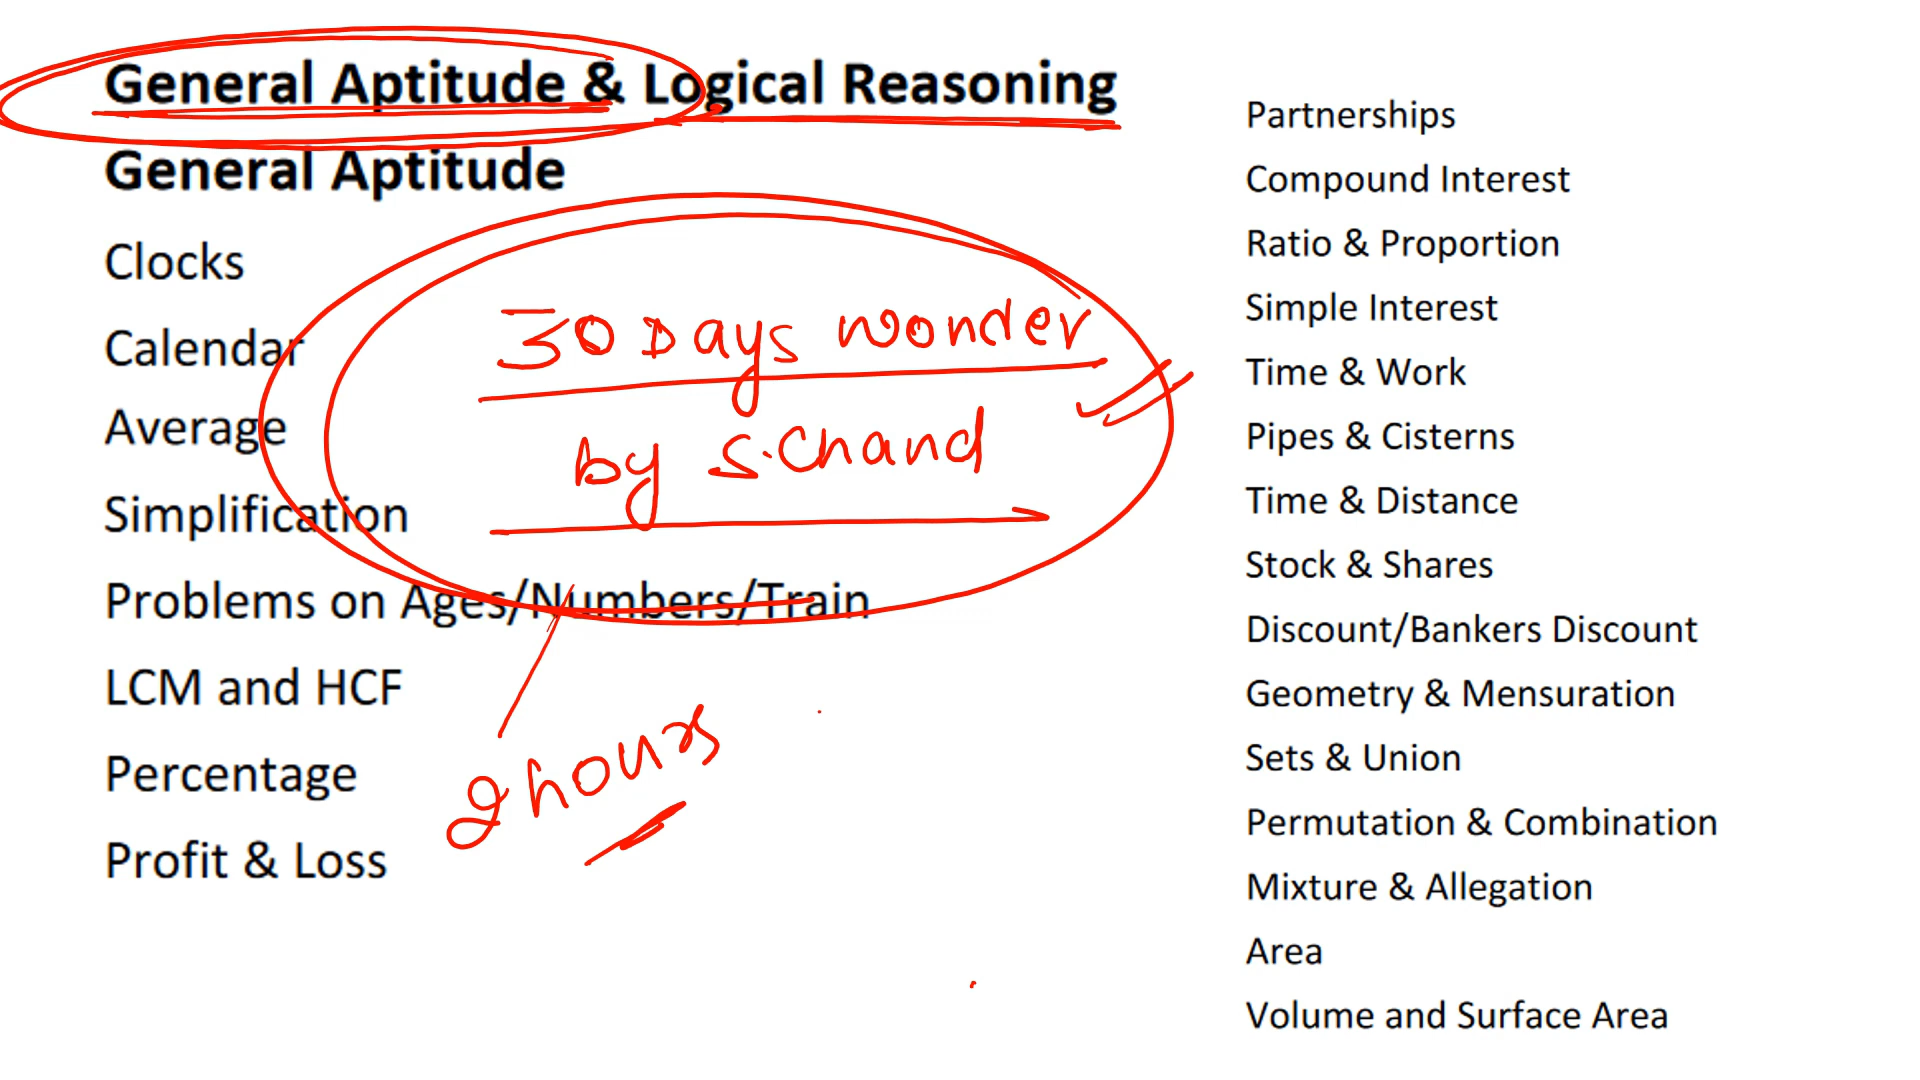 General Aptitude & Logical Reasoning
General Aptitude
Clocks
Calendar
Average
Simplification
Problems on Ages/Numbers/Train
LCM and HCF
Percentage
Profit & Loss
30 Days wonder
by S.Chand
2 hours
Partnerships
Compound Interest
Ratio & Proportion
Simple Interest
Time & Work
Pipes & Cisterns
Time & Distance
Stock & Shares
Discount/Bankers Discount
Geometry & Mensuration
Sets & Union
Permutation & Combination
Mixture & Allegation
Area
Volume and Surface Area